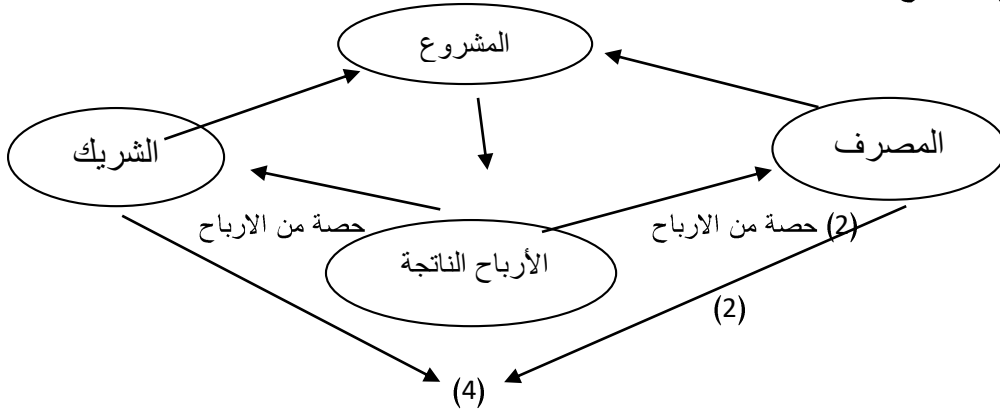 المشروع
الشريك
المصرف
حصة من الارباح
(2) حصة من الارباح
الأرباح الناتجة
(2)
(4)